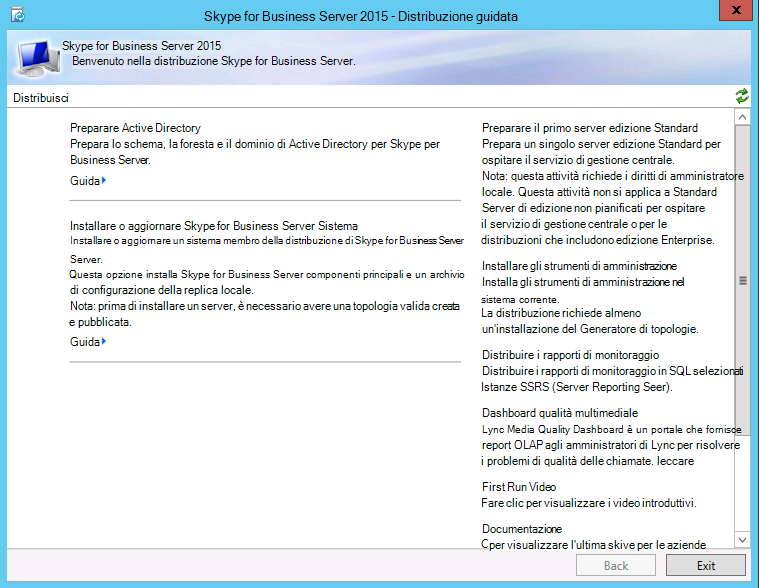 Skype for Business Server 2015 - Distribuzione guidata
x
Skype for Business Server 2015
Benvenuto nella distribuzione Skype for Business Server.
Distribuisci
Preparare Active Directory
Prepara lo schema, la foresta e il dominio di Active Directory per Skype per
Business Server.
Guida
Installare o aggiornare Skype for Business Server Sistema
Installare o aggiornare un sistema membro della distribuzione di Skype for Business Server
Server.
Questa opzione installa Skype for Business Server componenti principali e un archivio
di configurazione della replica locale.
Nota: prima di installare un server, è necessario avere una topologia valida creata
e pubblicata.
Guida
Preparare il primo server edizione Standard
Prepara un singolo server edizione Standard per
ospitare il servizio di gestione centrale.
Nota: questa attività richiede i diritti di amministratore
locale. Questa attività non si applica a Standard
Server di edizione non pianificati per ospitare
il servizio di gestione centrale o per le
distribuzioni che includono edizione Enterprise.
Installare gli strumenti di amministrazione
Installa gli strumenti di amministrazione nel
sistema corrente.
La distribuzione richiede almeno
un'installazione del Generatore di topologie.
Distribuire i rapporti di monitoraggio
Distribuire i rapporti di monitoraggio in SQL selezionati
Istanze SSRS (Server Reporting Seer).
Dashboard qualità multimediale
Lync Media Quality Dashboard è un portale che fornisce
report OLAP agli amministratori di Lync per risolvere
i problemi di qualità delle chiamate. leccare
First Run Video
Fare clic per visualizzare i video introduttivi.
Documentazione
Cper visualizzare l'ultima skive per le aziende
Back
Exit